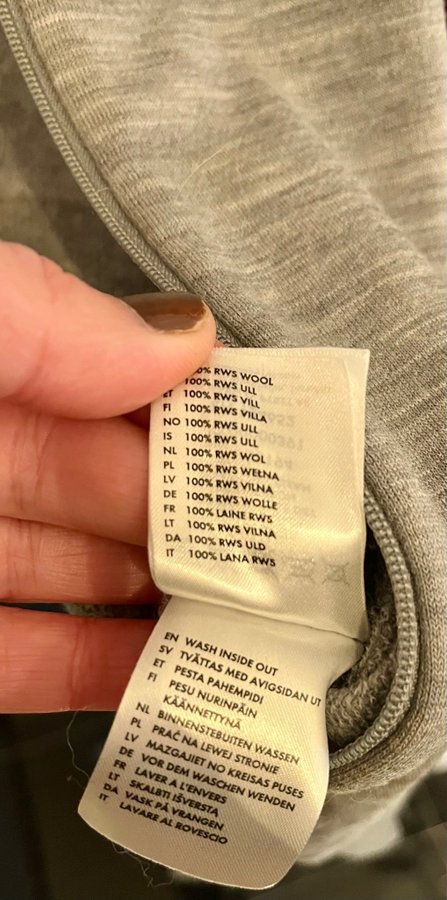 00% RWS WOOL
100% RWS ULL
ET 100% RWS VILL
FI 100% RWS VILLA
NO 100% RWS ULL
IS 100% RWS ULL
NL 100% RWS WOL
PL 100% RWS WEŁNA
LV 100% RWS VILNA
DE 100% RWS WOLLE
FR 100% LAINE RWS
LT 100% RWS VILNA
DA 100% RWS ULD
IT 100% LANA RWS
EN WASH INSIDE OUT
SV TVÄTTAS MED AVIGSIDAN UT
ET PESTA PAHEMPIDI
FI PESU NURINPÄIN
KÄÄNNETTYNÄ
NL BINNENSTEBUITEN WASSEN
PL PRAĆ NA LEWEJ STRONIE
LV MAZGAJIET NO KREISAS PUSES
DE VOR DEM WASCHEN WENDEN
FR LAVER A L'ENVERS
LT SKALBTI IŠVERSTĄ
DA VASK PÅ VRANGEN
IT LAVARE AL ROVESCIO